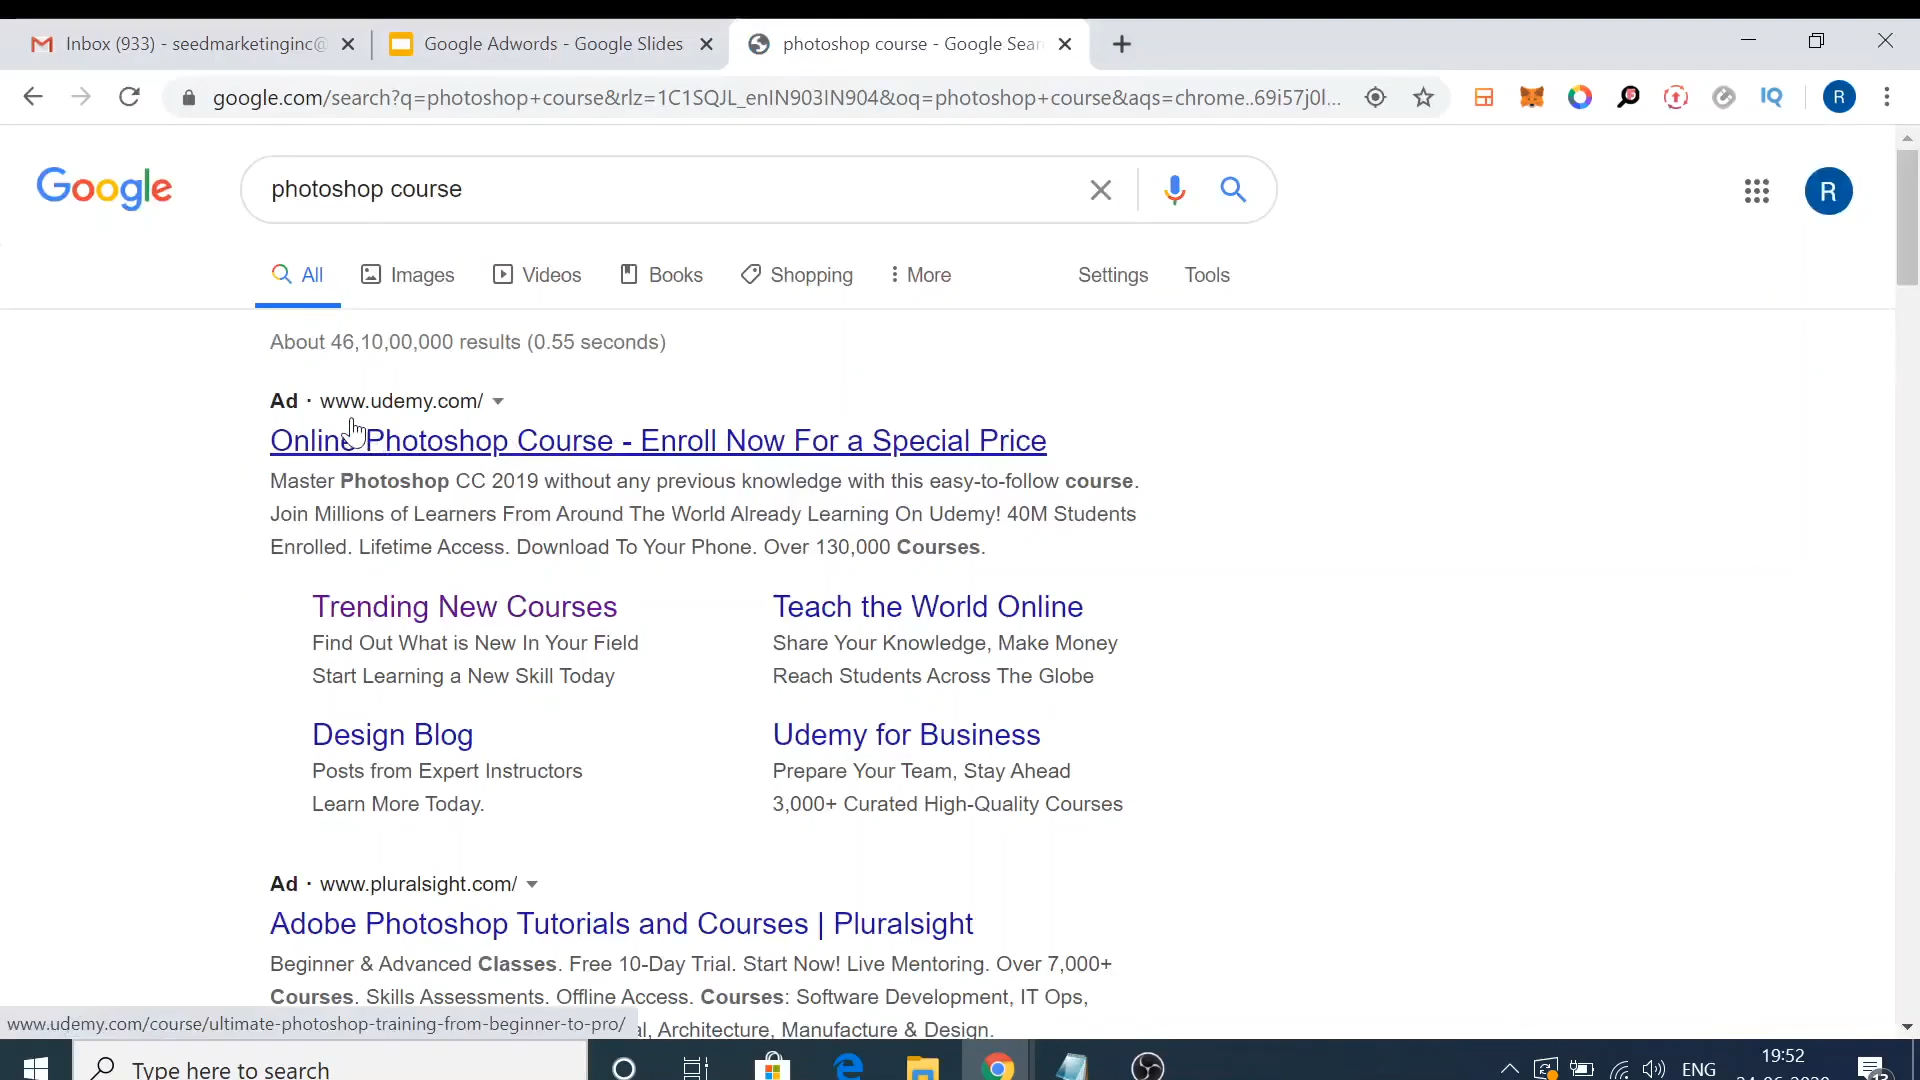 Inbox (933) - seedmarketinginc@
Google Adwords - Google Slides
photoshop course - Google Sear
google.com/search?q=photoshop+course&rlz=1C1SQJL_enIN903IN904&oq=photoshop+course&aqs=chrome..69i57j0l...
IQ
R
Google
photoshop course
R
All
Images
Videos
Books
Shopping
More
Settings
Tools
About 46,10,00,000 results (0.55 seconds)
Ad · www.udemy.com/
Online Photoshop Course - Enroll Now For a Special Price
Master Photoshop CC 2019 without any previous knowledge with this easy-to-follow course.
Join Millions of Learners From Around The World Already Learning On Udemy! 40M Students
Enrolled. Lifetime Access. Download To Your Phone. Over 130,000 Courses.
Trending New Courses
Find Out What is New In Your Field
Start Learning a New Skill Today
Teach the World Online
Share Your Knowledge, Make Money
Reach Students Across The Globe
Design Blog
Posts from Expert Instructors
Learn More Today.
Udemy for Business
Prepare Your Team, Stay Ahead
3,000+ Curated High-Quality Courses
Ad · www.pluralsight.com/
Adobe Photoshop Tutorials and Courses | Pluralsight
Beginner & Advanced Classes. Free 10-Day Trial. Start Now! Live Mentoring. Over 7,000+
Courses. Skills Assessments. Offline Access. Courses: Software Development, IT Ops,
al, Architecture, Manufacture & Design.
www.udemy.com/course/ultimate-photoshop-training-from-beginner-to-pro/
Type here to search
ENG
19:52